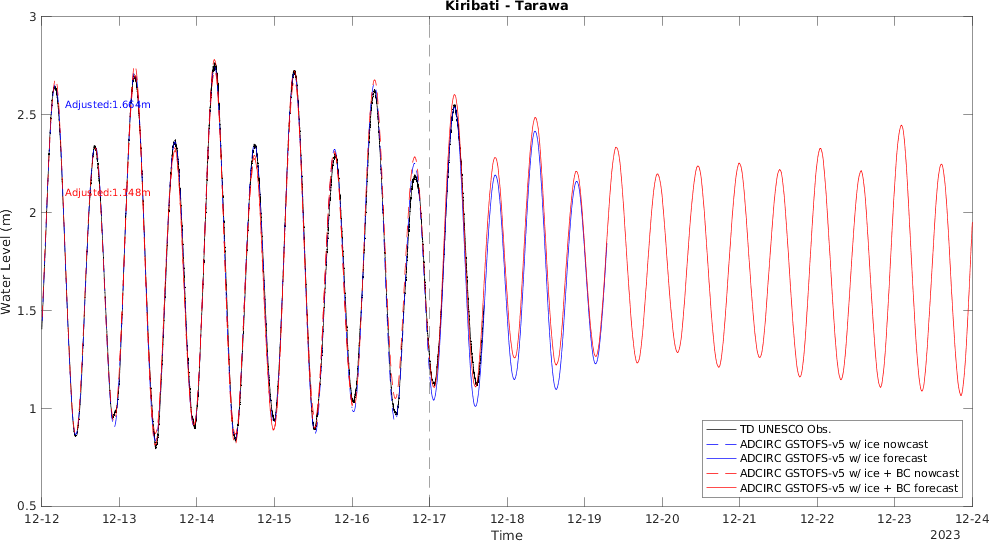 Kiribati - Tarawa
Water Level (m)
3
2.5
2
1.5
1
0.5
Adjusted:1.664m
Adjusted:1.148m
TD UNESCO Obs.
ADCIRC GSTOFS-v5 w/ ice nowcast
ADCIRC GSTOFS-v5 w/ ice forecast
ADCIRC GSTOFS-v5 w/ ice + BC nowcast
ADCIRC GSTOFS-v5 w/ ice + BC forecast
12-12 12-13 12-14 12-15 12-16 12-17 12-18 12-19 12-20 12-21 12-22 12-23 12-24
Time
2023